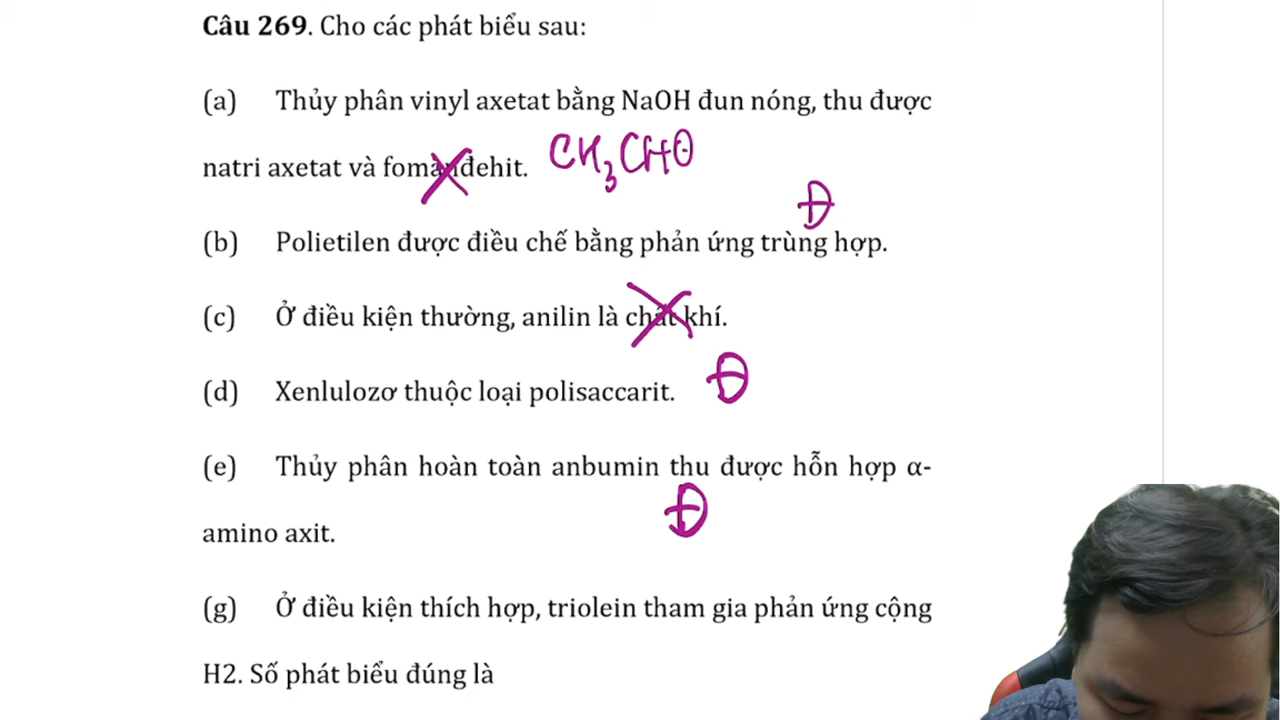 Câu 269. Cho các phát biểu sau:
(a) Thủy phân vinyl axetat bằng NaOH đun nóng, thu được
natri axetat và fomanđehit. CH3CHO
Đ
(b) Polietilen được điều chế bằng phản ứng trùng hợp.
(c) Ở điều kiện thường, anilin là chất khí.
(d) Xenlulozơ thuộc loại polisaccarit. Đ
(e) Thủy phân hoàn toàn anbumin thu được hỗn hợp α-
Đ
amino axit.
(g) Ở điều kiện thích hợp, triolein tham gia phản ứng cộng
H2. Số phát biểu đúng là